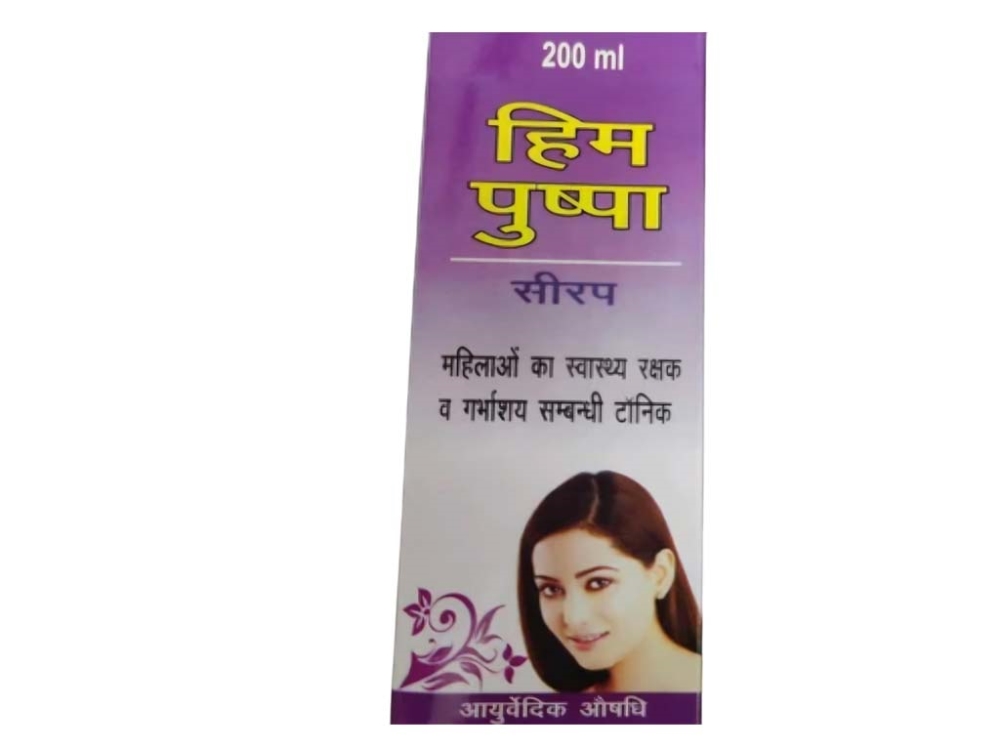 200 ml
हिम
पुष्पा
सीरप
महिलाओं का स्वास्थ्य रक्षक
व गर्भाशय सम्बन्धी टॉनिक
आयुर्वेदिक औषधि